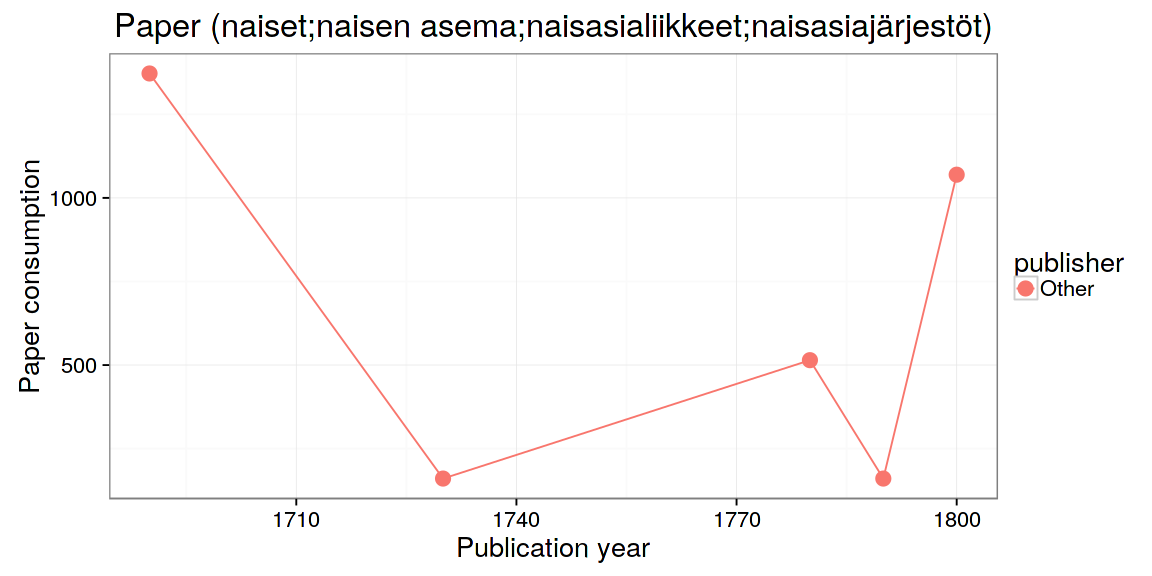 Paper (naiset;naisen asema;naisasialiikkeet;naisasiajärjestöt)
Paper consumption
1000
500
1710
1740
1770
1800
Publication year
publisher
Other